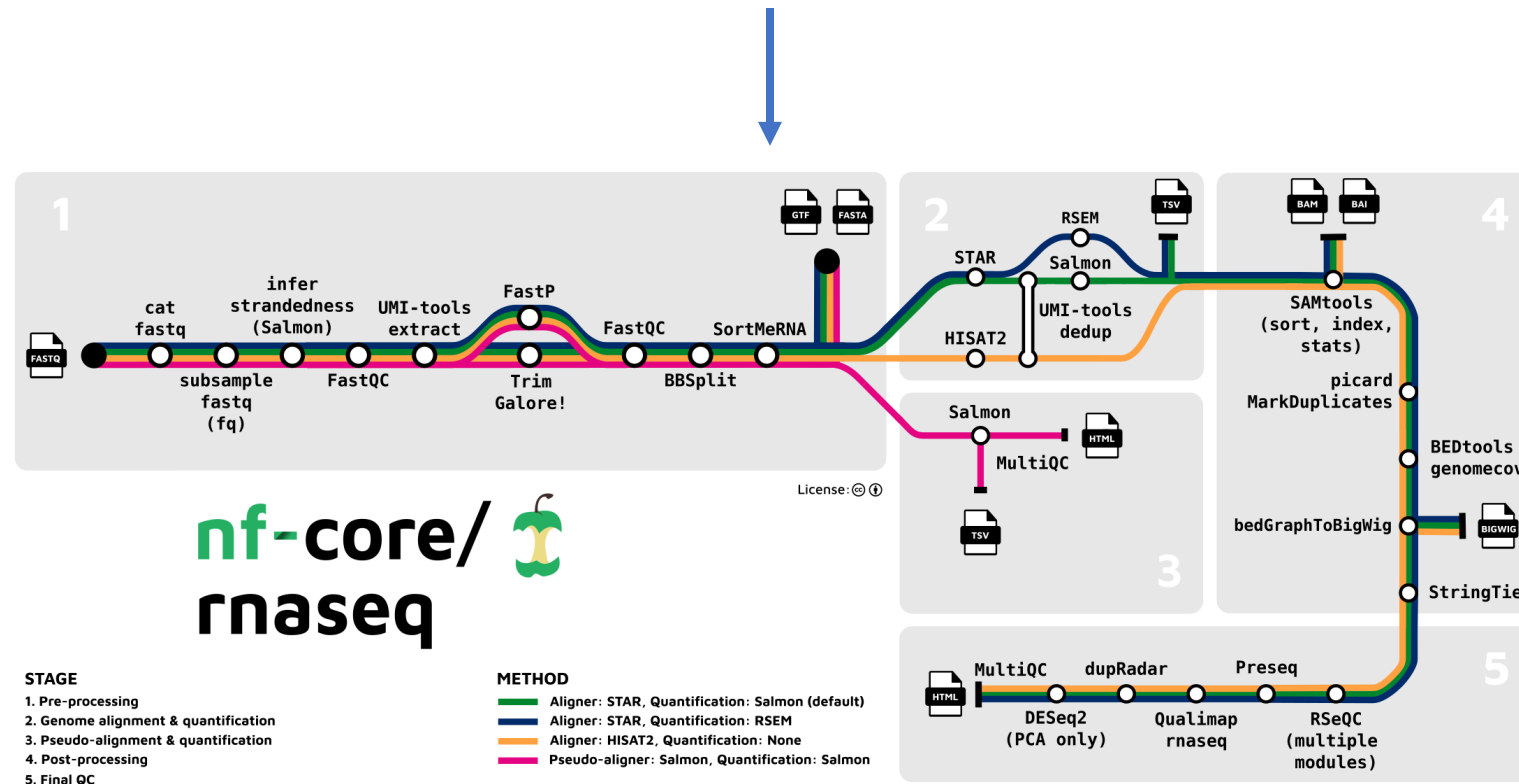 1
FASTQ
cat
fastq
subsample
fastq
(fq)
infer
strandedness
(Salmon)
FastQC
UMI-tools
extract
FastP
Trim
Galore!
FastQC
BBSplit
SortMeRNA
GTF
FASTA
2
STAR
HISAT2
RSEM
Salmon
UMI-tools
dedup
TSV
3
Salmon
MultiQC
HTML
TSV
4
BAM
BAI
SAMtools
(sort, index,
stats)
picard
MarkDuplicates
BEDtools
genomecov
bedGraphToBigWig
BIGWIG
StringTie
5
RSeQC
(multiple
modules)
Preseq
Qualimap
rnaseq
dupRadar
DESeq2
(PCA only)
MultiQC
HTML
License:
nf-core/
rnaseq
STAGE
1. Pre-processing
2. Genome alignment & quantification
3. Pseudo-alignment & quantification
4. Post-processing
5. Final QC
METHOD
Aligner: STAR, Quantification: Salmon (default)
Aligner: STAR, Quantification: RSEM
Aligner: HISAT2, Quantification: None
Pseudo-aligner: Salmon, Quantification: Salmon